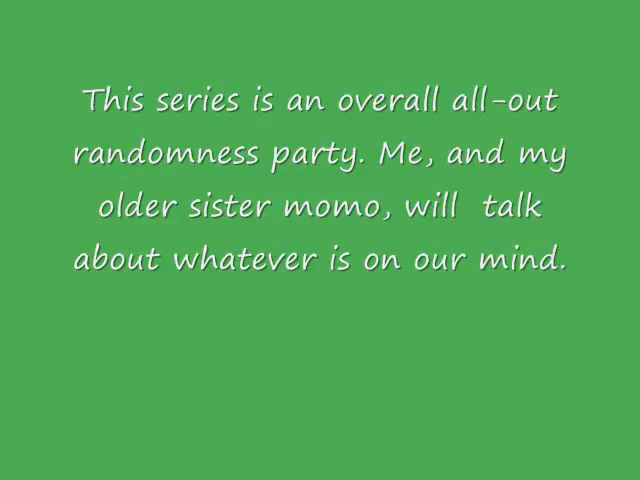 This series is an overall all-out
randomness party. Me, and my
older sister momo, will  talk
about whatever is on our mind.